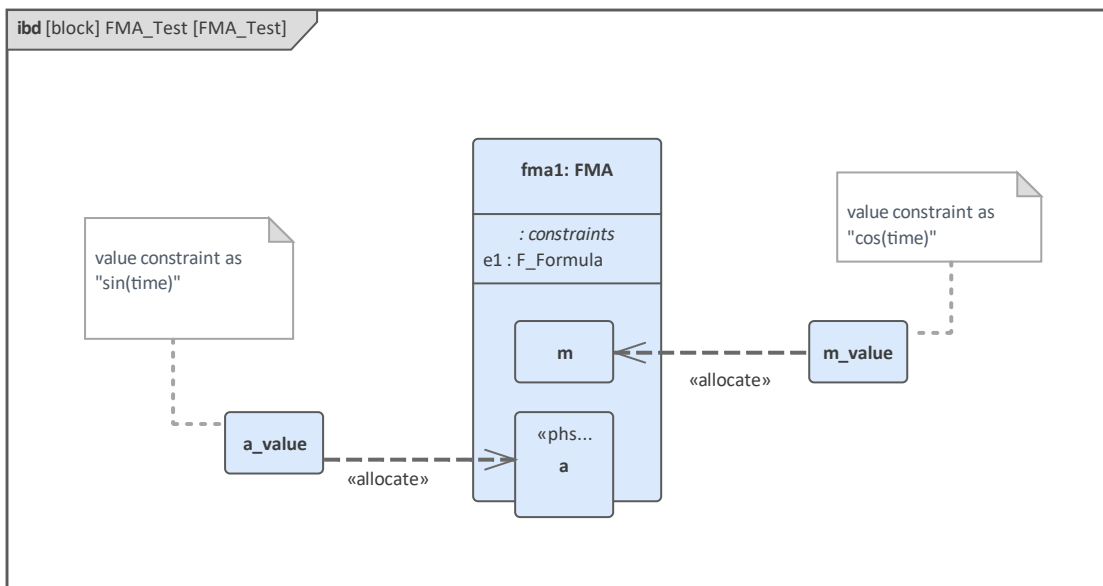 ibd [block] FMA_Test [FMA_Test]
fma1: FMA
: constraints
e1 : F_Formula
value constraint as
"cos(time)"
value constraint as
"sin(time)"
m
m_value
«allocate»
«phs...
a
a_value
«allocate»